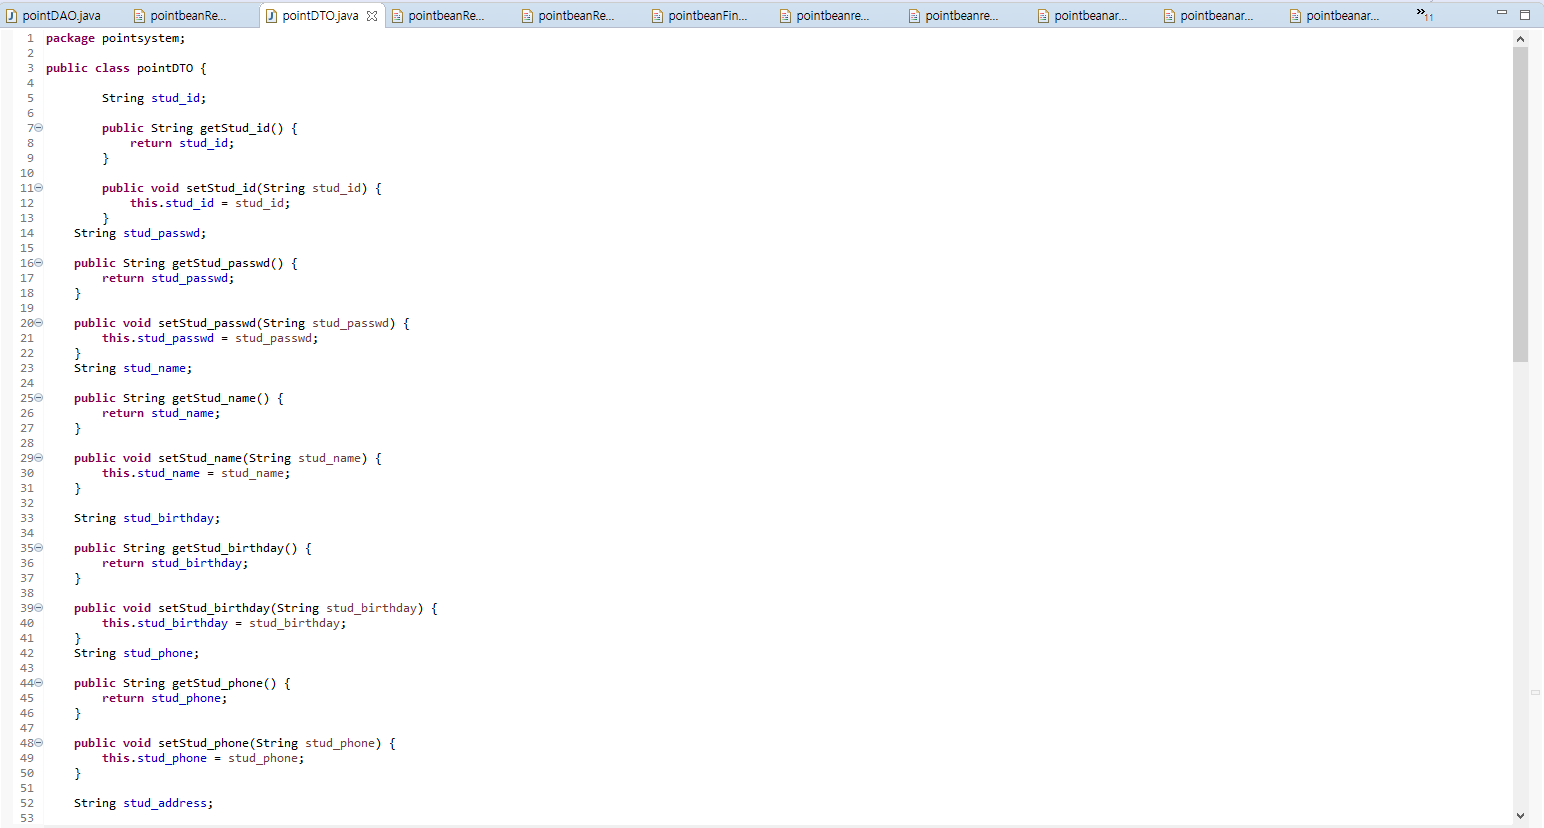 pointDAO.java pointbeanRe... pointDTO.java pointbeanRe... pointbeanRe... pointbeanFin... pointbeanre... pointbeanre... pointbeanar... pointbeanar... pointbeanar... »11
1 package pointsystem;
2
3 public class pointDTO {
4
5 String stud_id;
6
7 public String getStud_id() {
8 return stud_id;
9 }
10
11 public void setStud_id(String stud_id) {
12 this.stud_id = stud_id;
13 }
14 String stud_passwd;
15
16 public String getStud_passwd() {
17 return stud_passwd;
18 }
19
20 public void setStud_passwd(String stud_passwd) {
21 this.stud_passwd = stud_passwd;
22 }
23 String stud_name;
24
25 public String getStud_name() {
26 return stud_name;
27 }
28
29 public void setStud_name(String stud_name) {
30 this.stud_name = stud_name;
31 }
32
33 String stud_birthday;
34
35 public String getStud_birthday() {
36 return stud_birthday;
37 }
38
39 public void setStud_birthday(String stud_birthday) {
40 this.stud_birthday = stud_birthday;
41 }
42 String stud_phone;
43
44 public String getStud_phone() {
45 return stud_phone;
46 }
47
48 public void setStud_phone(String stud_phone) {
49 this.stud_phone = stud_phone;
50 }
51
52 String stud_address;
53